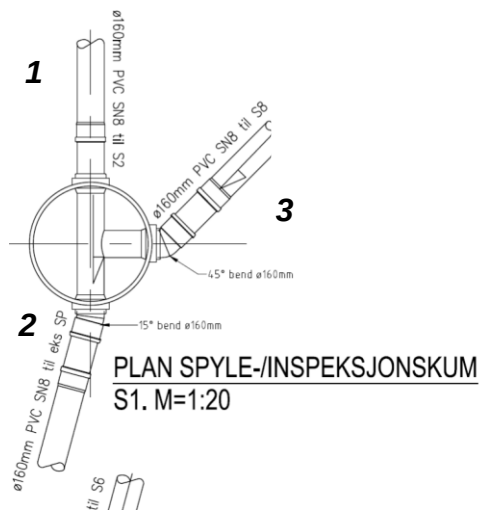 1
ø160mm PVC SN8 til S2
ø160mm PVC SN8 til S8
3
45° bend ø160mm
2
15° bend ø160mm
ø160mm PVC SN8 til eks SP
PLAN SPYLE-/INSPEKSJONSKUM
S1. M=1:20
til S6